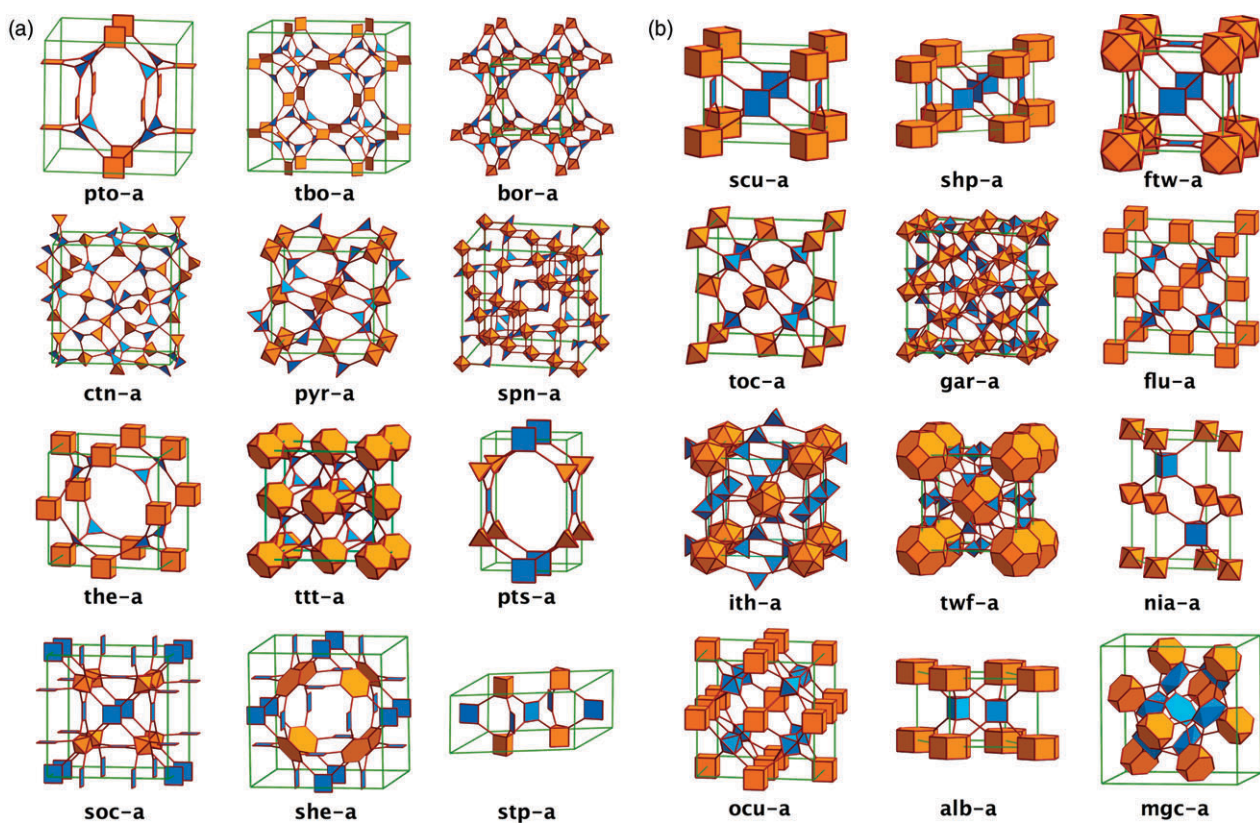 (a)
pto-a
tbo-a
bor-a
ctn-a
pyr-a
spn-a
the-a
ttt-a
pts-a
soc-a
she-a
stp-a
(b)
scu-a
shp-a
ftw-a
toc-a
gar-a
flu-a
ith-a
twf-a
nia-a
ocu-a
alb-a
mgc-a